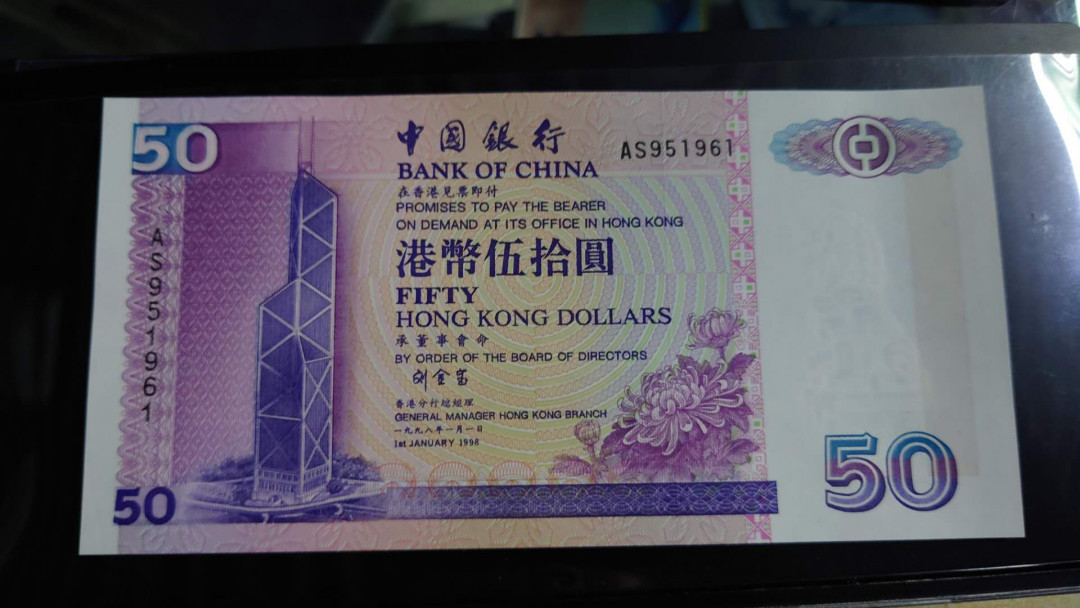 50
中國銀行
BANK OF CHINA
AS951961
在香港見票即付
PROMISES TO PAY THE BEARER
ON DEMAND AT ITS OFFICE IN HONG KONG
港幣伍拾圓
FIFTY
HONG KONG DOLLARS
承董事會命
BY ORDER OF THE BOARD OF DIRECTORS
香港分行總經理
GENERAL MANAGER HONG KONG BRANCH
一九九八年一月一日
1st JANUARY 1998
AS951961
50
50